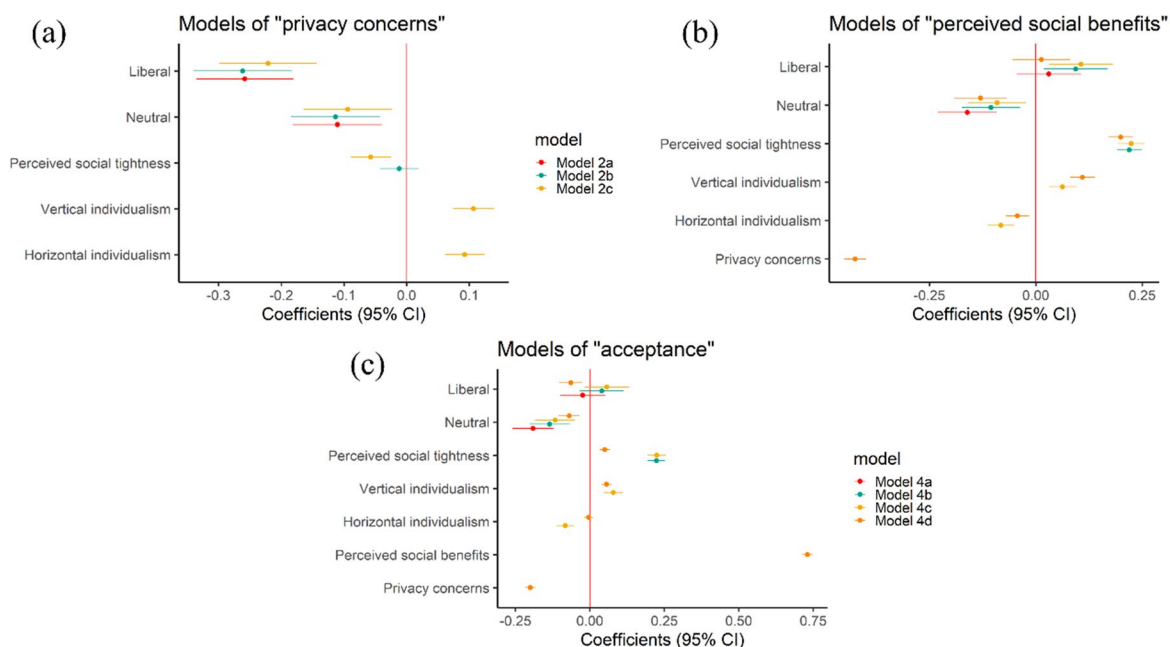 (a)
Models of "privacy concerns"
Liberal
Neutral
Perceived social tightness
Vertical individualism
Horizontal individualism
-0.3 -0.2 -0.1 0.0 0.1
Coefficients (95% CI)
model
Model 2a
Model 2b
Model 2c
(b)
Models of "perceived social benefits"
Liberal
Neutral
Perceived social tightness
Vertical individualism
Horizontal individualism
Privacy concerns
-0.25 0.00 0.25
Coefficients (95% CI)
(c)
Models of "acceptance"
Liberal
Neutral
Perceived social tightness
Vertical individualism
Horizontal individualism
Perceived social benefits
Privacy concerns
-0.25 0.00 0.25 0.50 0.75
Coefficients (95% CI)
model
Model 4a
Model 4b
Model 4c
Model 4d